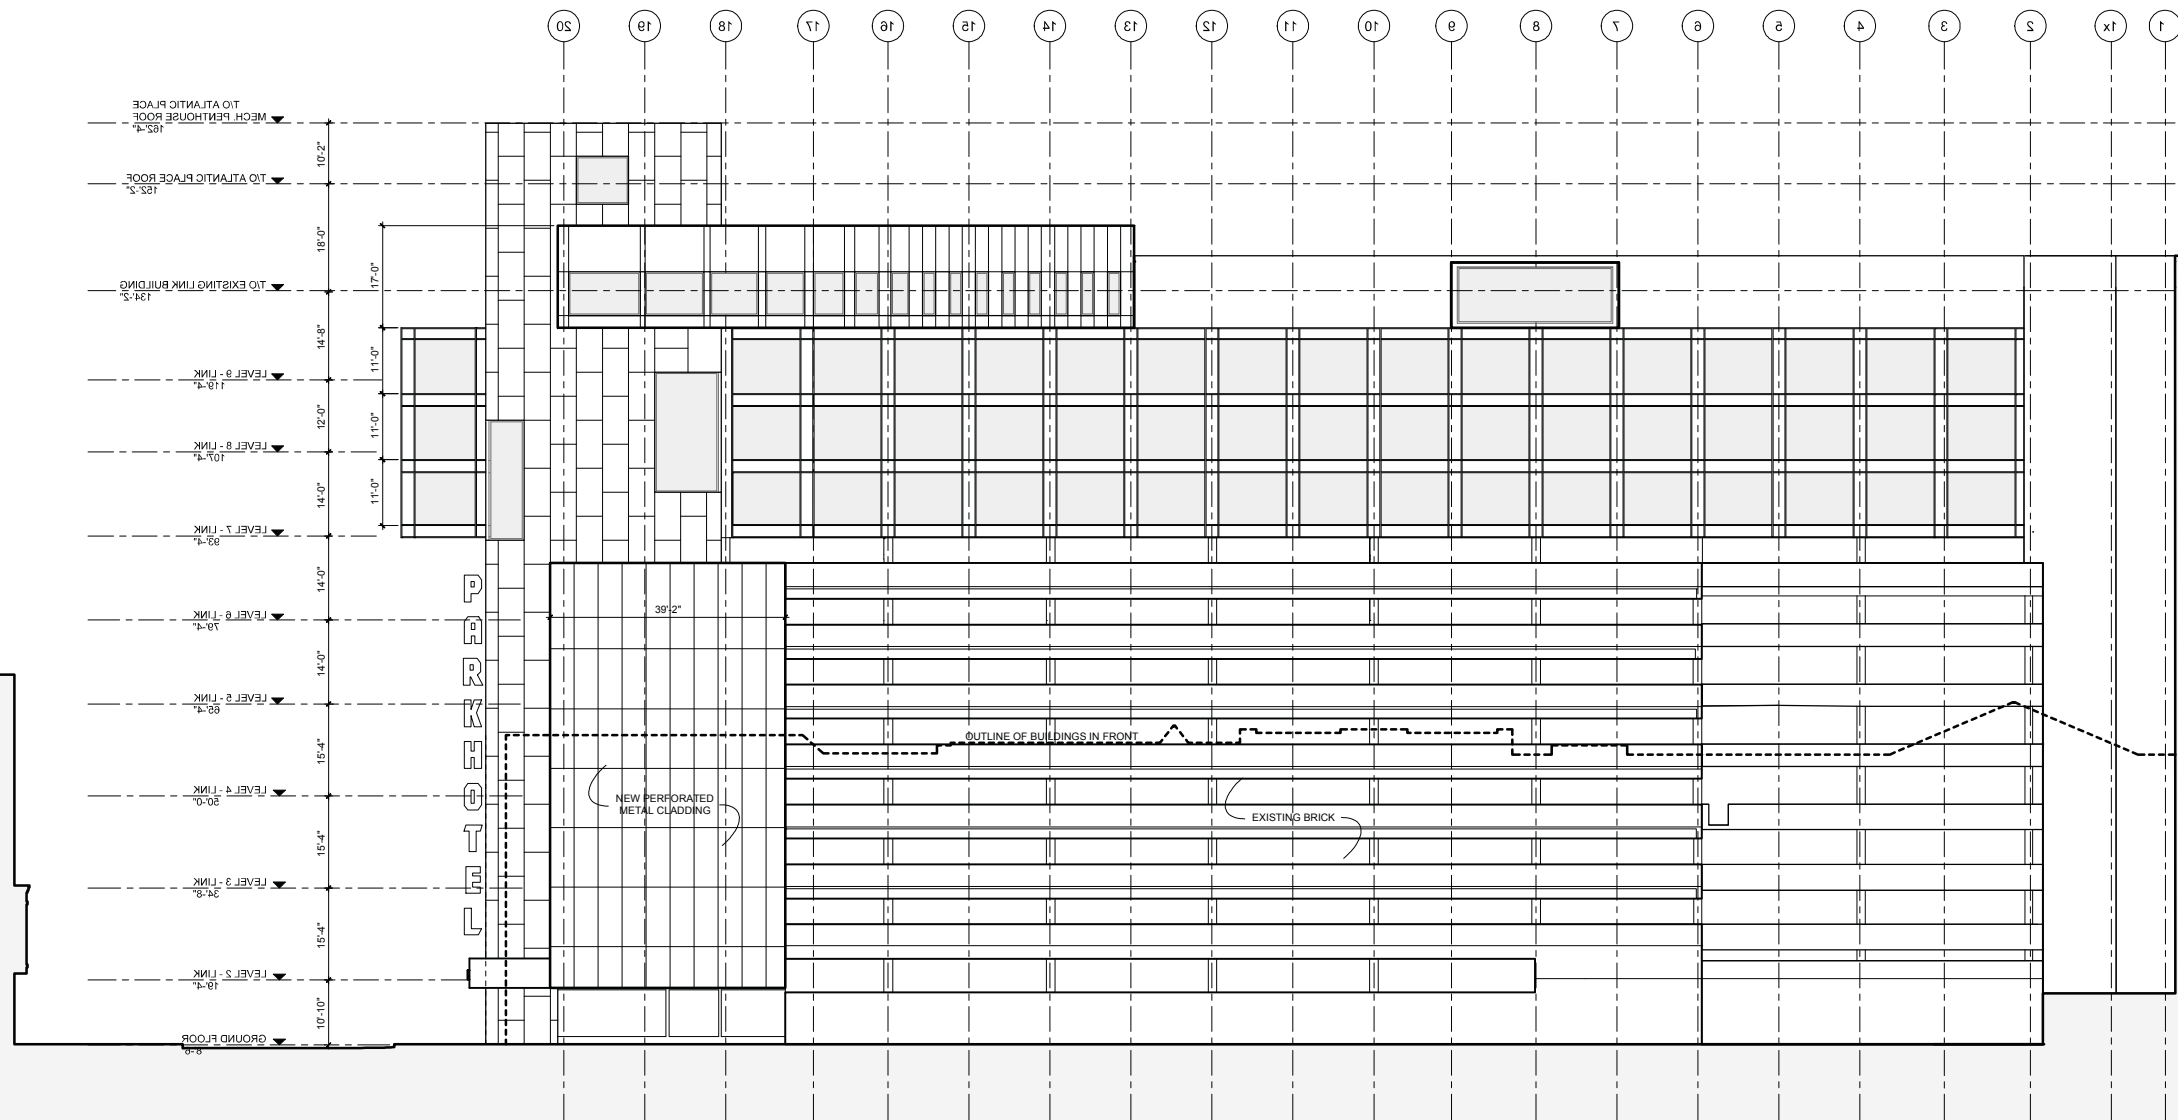 20 19 18 17 16 15 14 13 12 11 10 9 8 7 6 5 4 3 2 1x 1
T/O ATLANTIC PLACE
MECH. PENTHOUSE ROOF
162'-4"
10'-2"
T/O ATLANTIC PLACE ROOF
152'-2"
18'-0"
17'-0"
T/O EXISTING LINK BUILDING
134'-2"
14'-8"
11'-0"
LEVEL 9 - LINK
119'-4"
12'-0"
11'-0"
LEVEL 8 - LINK
107'-4"
14'-0"
11'-0"
LEVEL 7 - LINK
93'-4"
14'-0"
LEVEL 6 - LINK
79'-4"
39'-2"
14'-0"
LEVEL 5 - LINK
65'-4"
15'-4"
OUTLINE OF BUILDINGS IN FRONT
LEVEL 4 - LINK
50'-0"
NEW PERFORATED
METAL CLADDING
EXISTING BRICK
15'-4"
LEVEL 3 - LINK
34'-8"
15'-4"
LEVEL 2 - LINK
19'-4"
10'-10"
GROUND FLOOR
8'-6"
PARKHOTEL